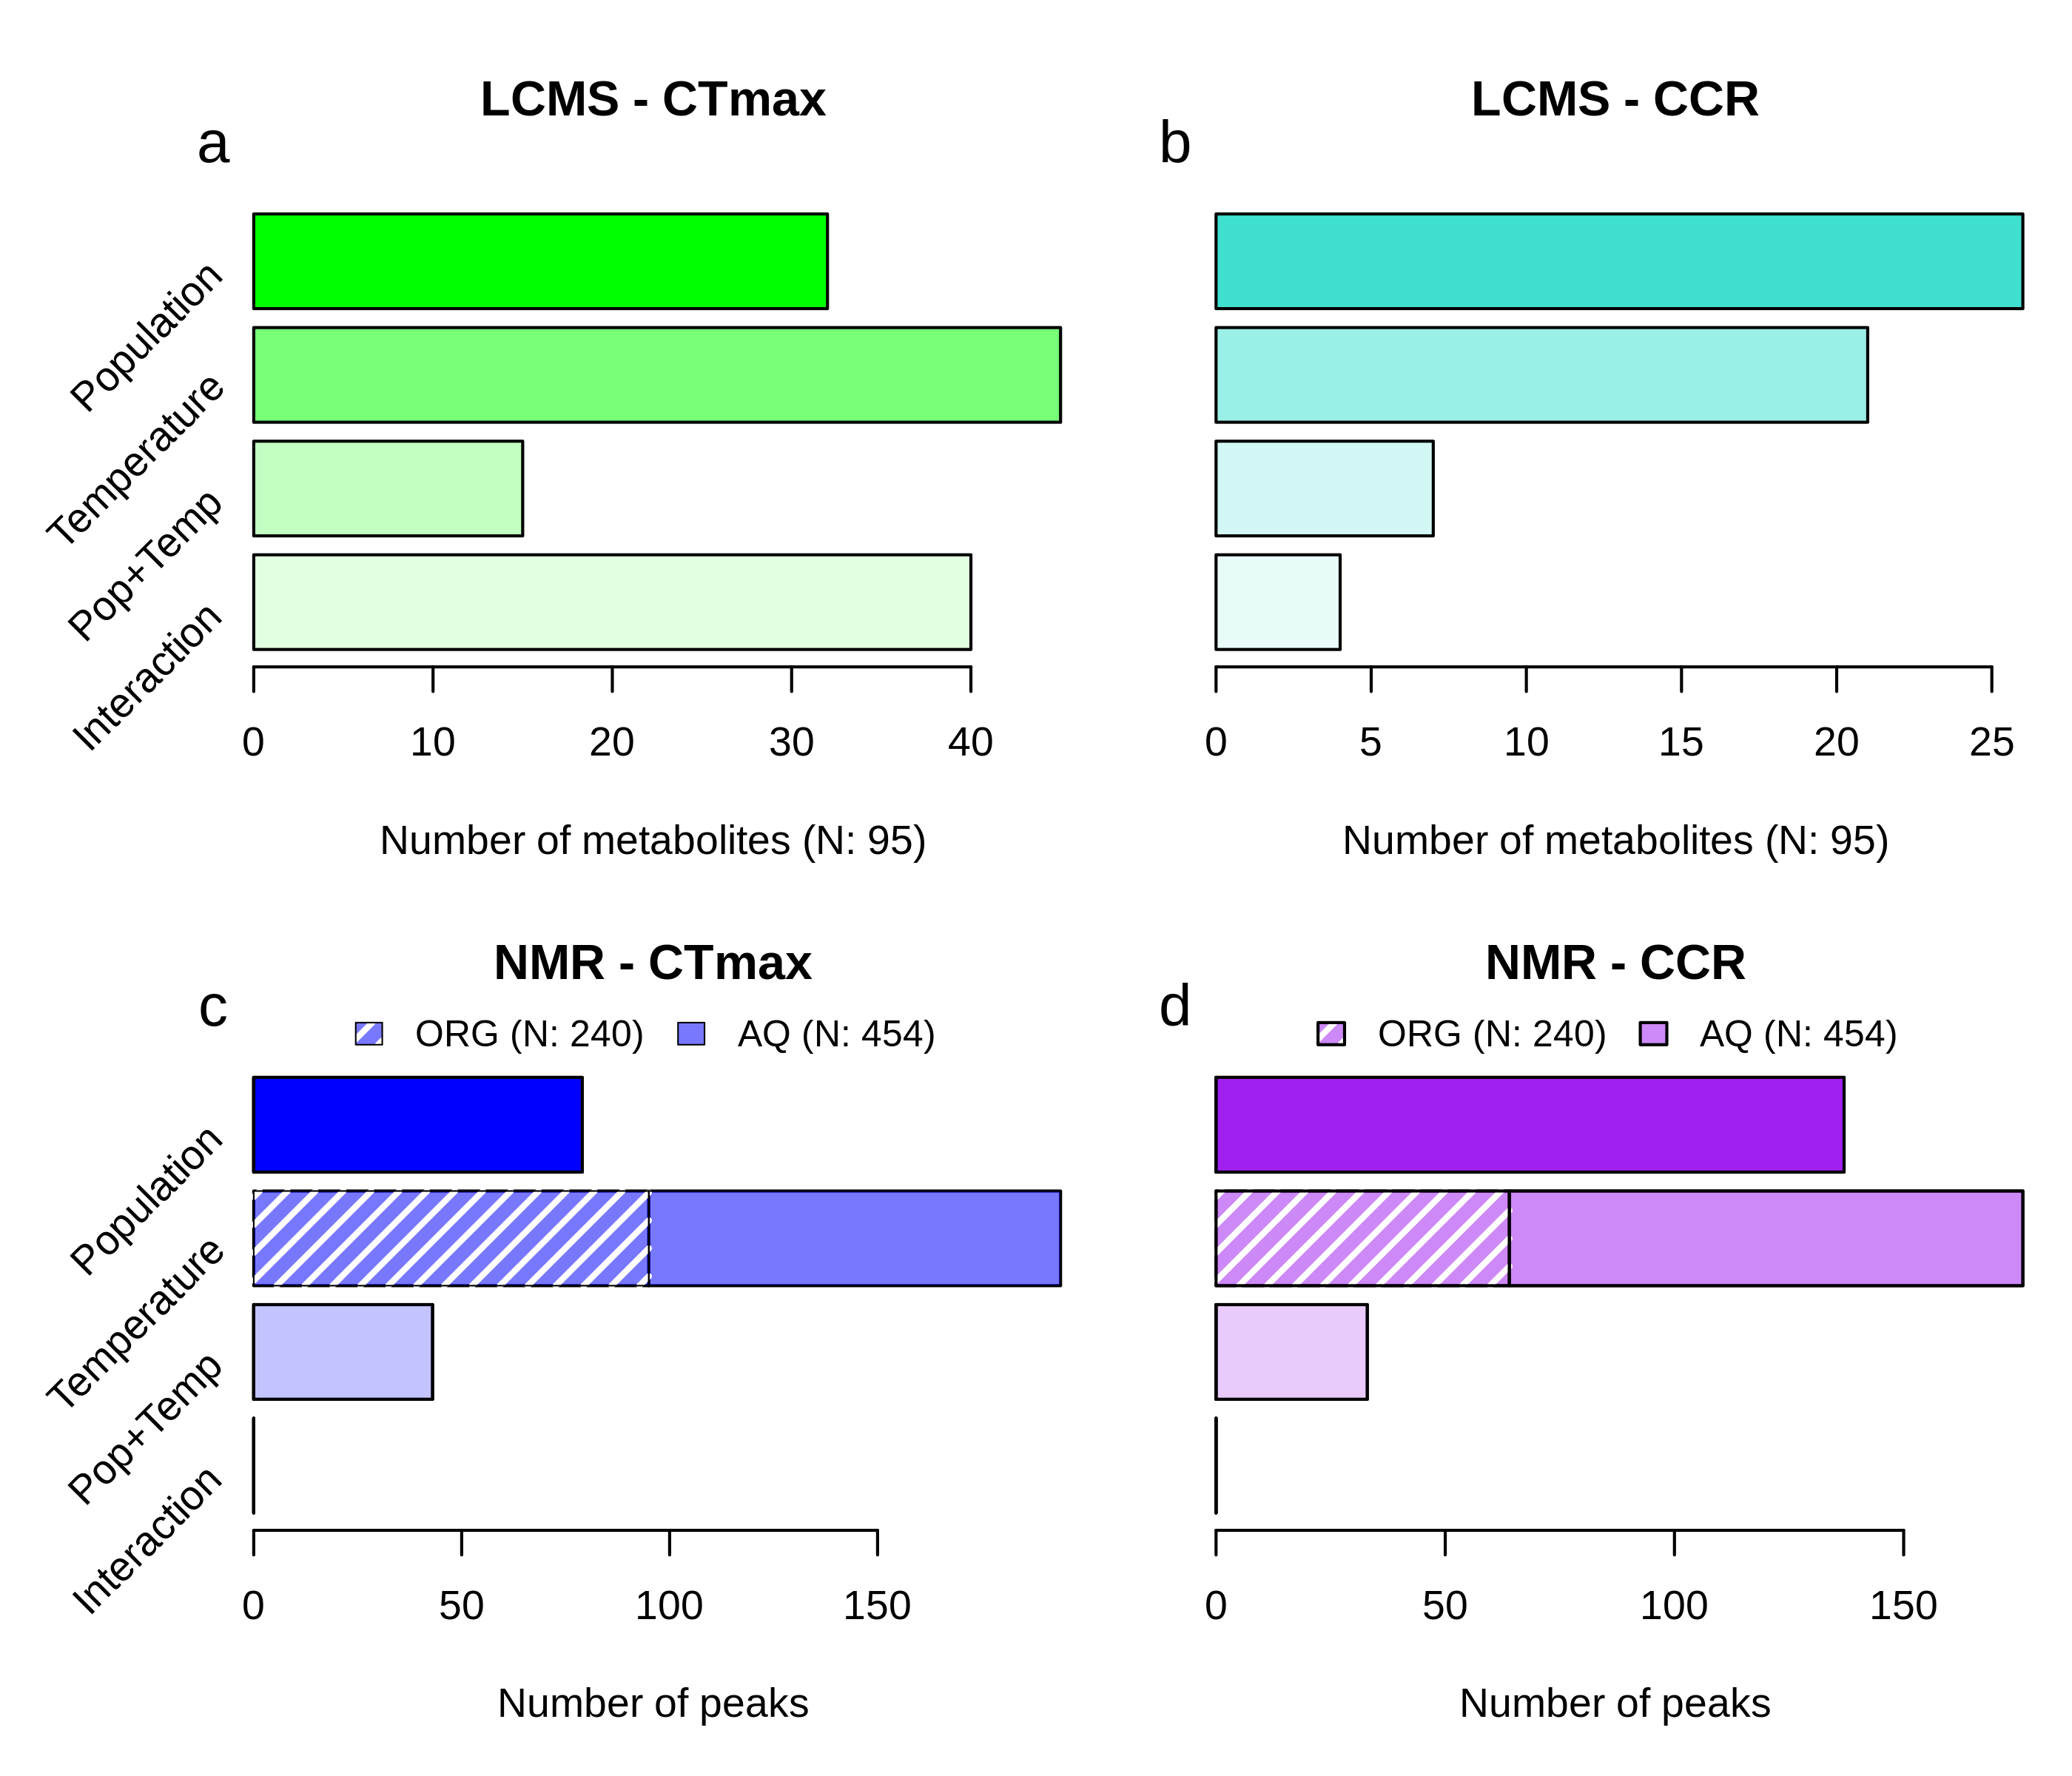 LCMS - CTmax
a
Population
Temperature
Pop+Temp
Interaction
0 10 20 30 40
Number of metabolites (N: 95)
LCMS - CCR
b
0 5 10 15 20 25
Number of metabolites (N: 95)
NMR - CTmax
c
ORG (N: 240) AQ (N: 454)
Population
Temperature
Pop+Temp
Interaction
0 50 100 150
Number of peaks
NMR - CCR
d
ORG (N: 240) AQ (N: 454)
0 50 100 150
Number of peaks